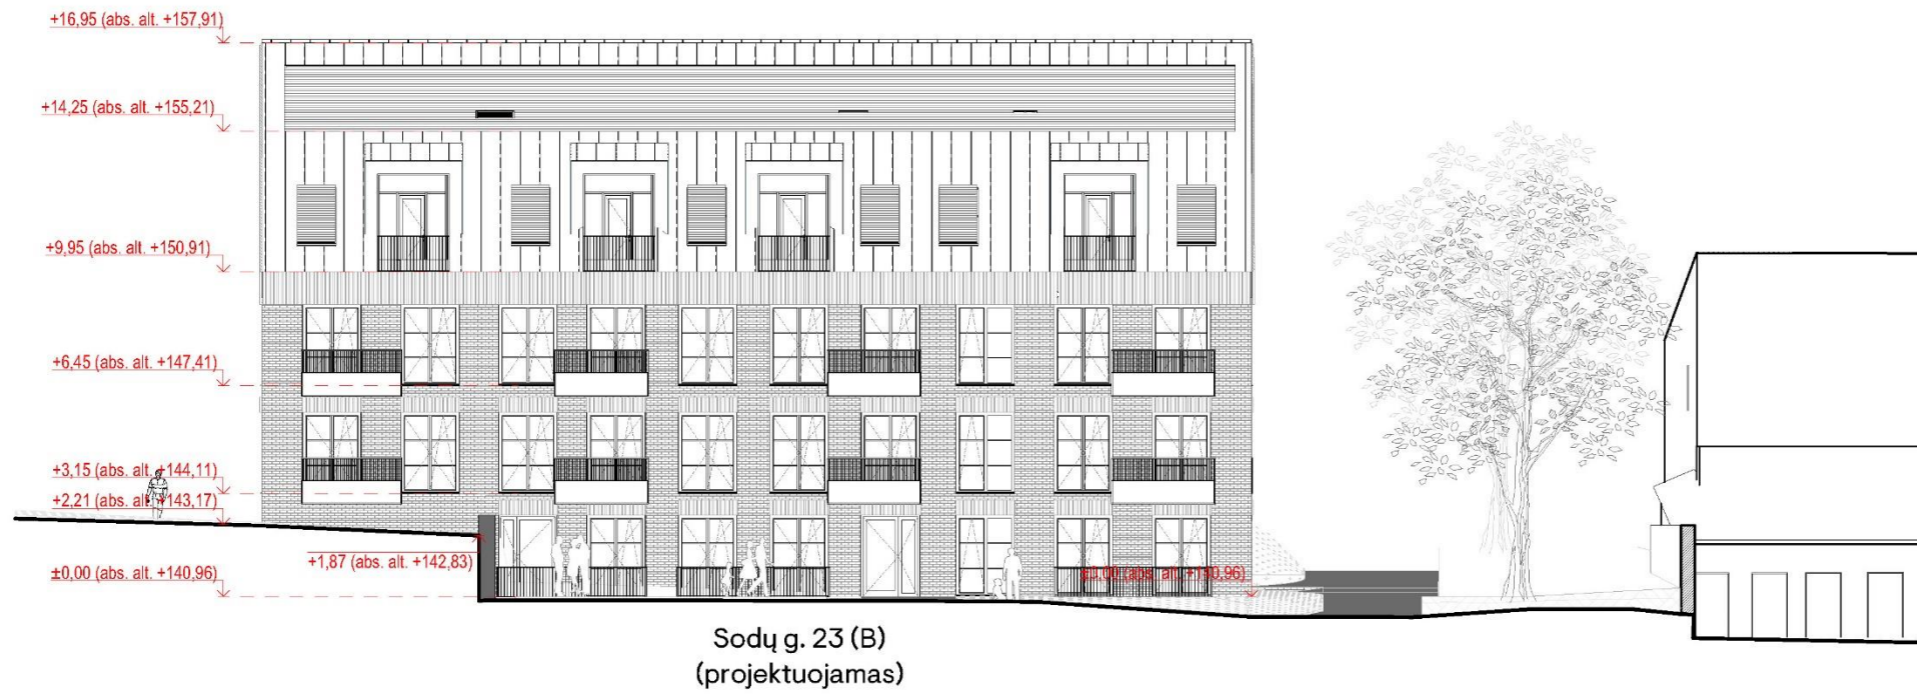 +16,95 (abs. alt. +157,91)
+14,25 (abs. alt. +155,21)
+9,95 (abs. alt. +150,91)
+6,45 (abs. alt. +147,41)
+3,15 (abs. alt. +144,11)
+2,21 (abs. alt. +143,17)
+1,87 (abs. alt. +142,83)
±0,00 (abs. alt. +140,96)
±0,00 (abs. alt. +140,96)
Sodų g. 23 (B)
(projektuojamas)